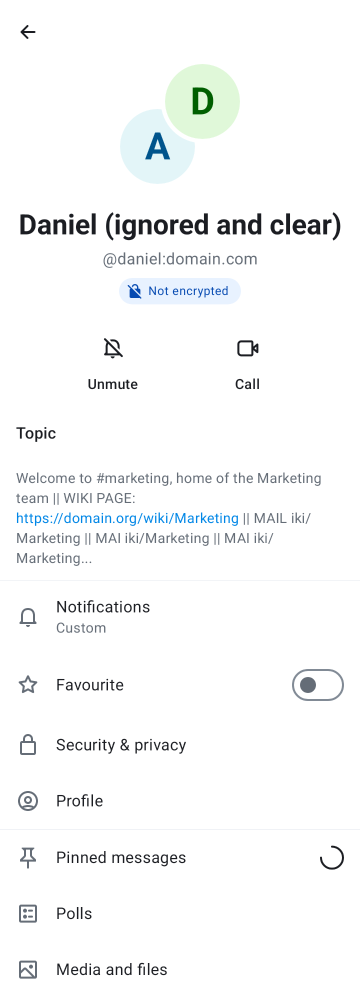 D
A
Daniel (ignored and clear)
@daniel:domain.com
Not encrypted
Unmute
Call
Topic
Welcome to #marketing, home of the Marketing
team || WIKI PAGE:
https://domain.org/wiki/Marketing || MAIL iki/
Marketing || MAI iki/Marketing || MAI iki/
Marketing...
Notifications
Custom
Favourite
Security & privacy
Profile
Pinned messages
Polls
Media and files